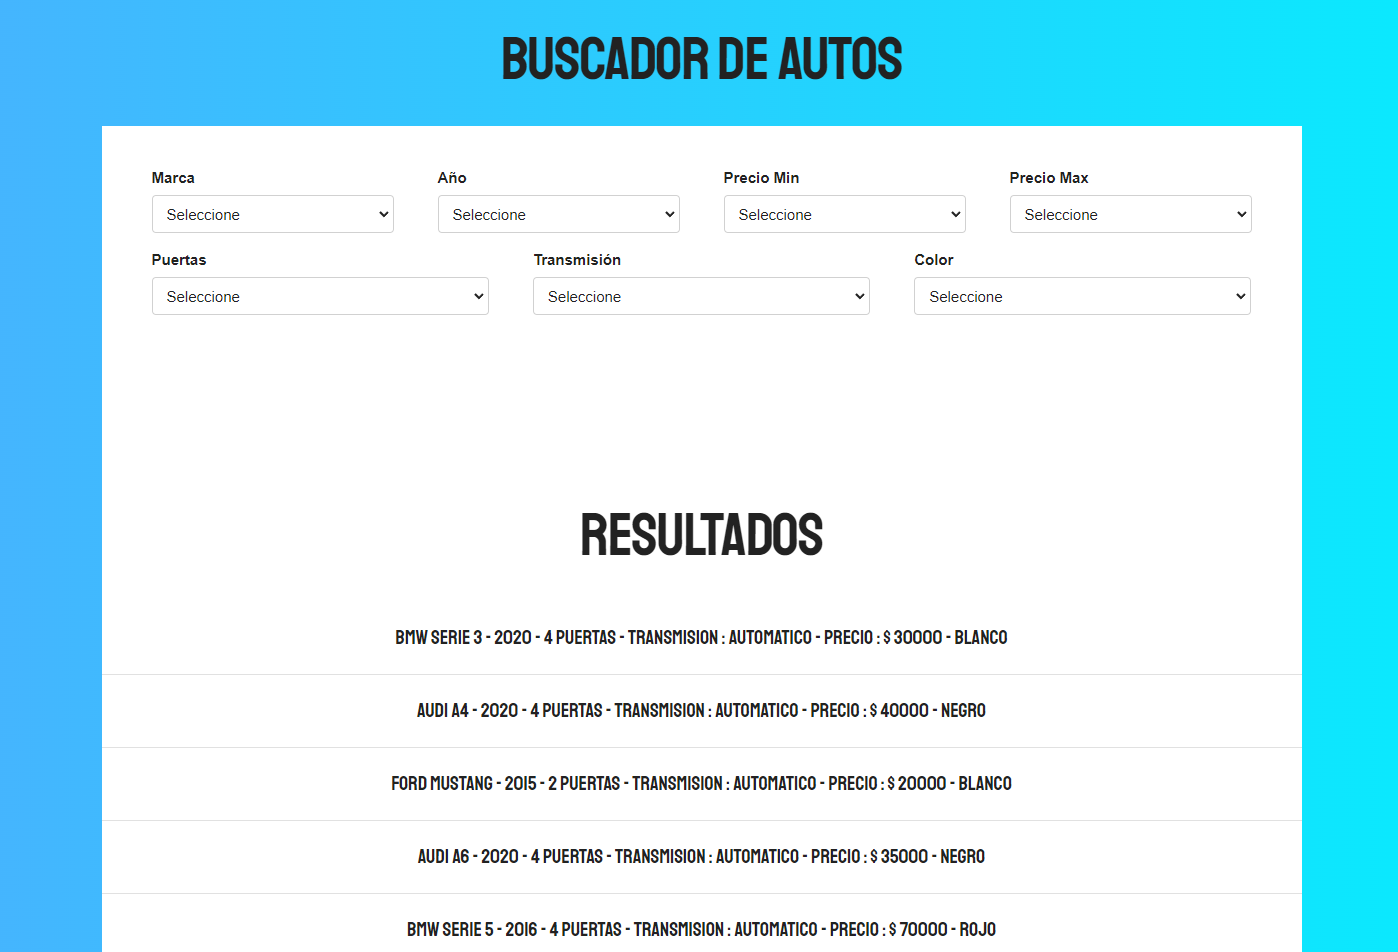 BUSCADOR DE AUTOS
Marca Año Precio Min Precio Max
Seleccione Seleccione Seleccione Seleccione
Puertas Transmisión Color
Seleccione Seleccione Seleccione
RESULTADOS
BMW SERIE 3 - 2020 - 4 PUERTAS - TRANSMISION : AUTOMATICO - PRECIO : $ 30000 - BLANCO
AUDI A4 - 2020 - 4 PUERTAS - TRANSMISION : AUTOMATICO - PRECIO : $ 40000 - NEGRO
FORD MUSTANG - 2015 - 2 PUERTAS - TRANSMISION : AUTOMATICO - PRECIO : $ 20000 - BLANCO
AUDI A6 - 2020 - 4 PUERTAS - TRANSMISION : AUTOMATICO - PRECIO : $ 35000 - NEGRO
BMW SERIE 5 - 2016 - 4 PUERTAS - TRANSMISION : AUTOMATICO - PRECIO : $ 70000 - ROJO